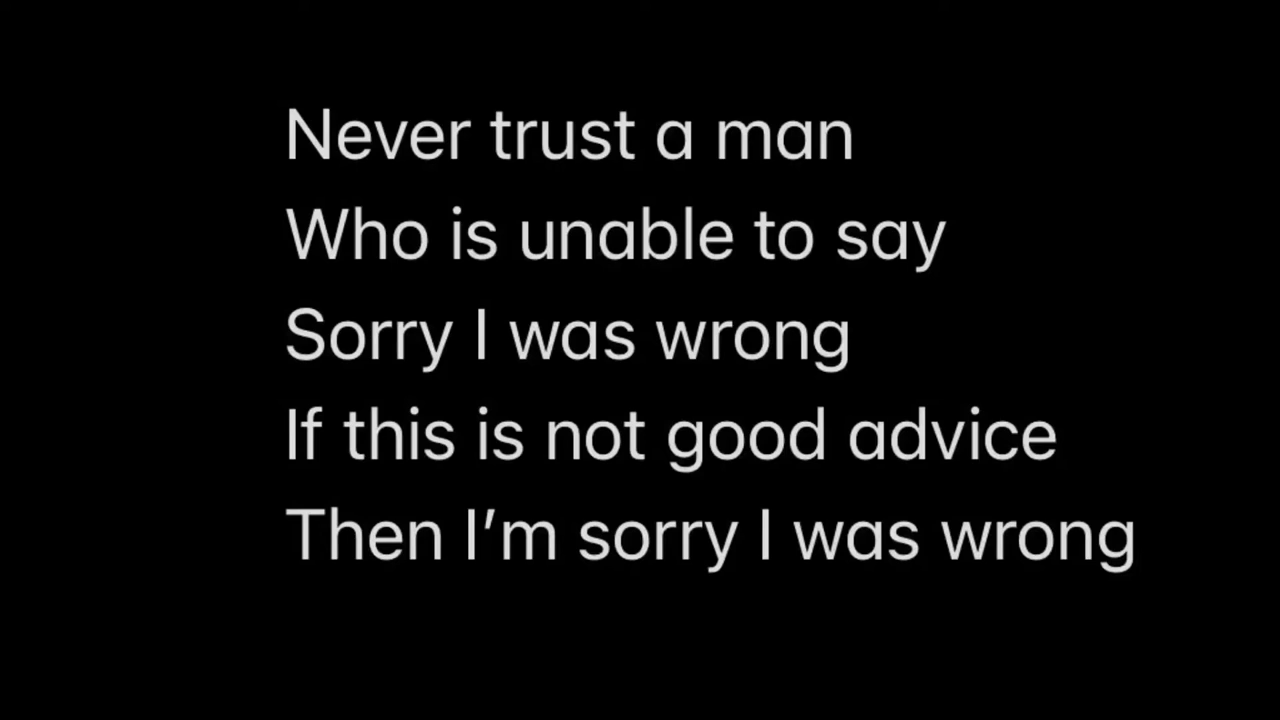 Never trust a man
Who is unable to say
Sorry I was wrong
If this is not good advice
Then I’m sorry I was wrong